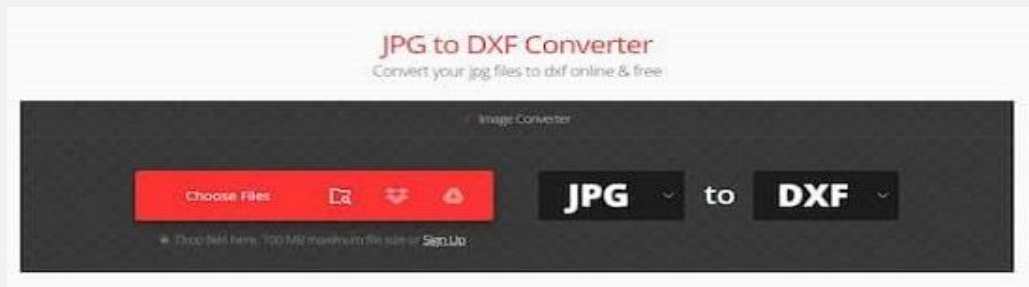 JPG to DXF Converter
Convert your jpg files to dxf online & free
Image Converter
Choose Files
JPG to DXF
Drop files here. 100 MB maximum file size or Sign Up